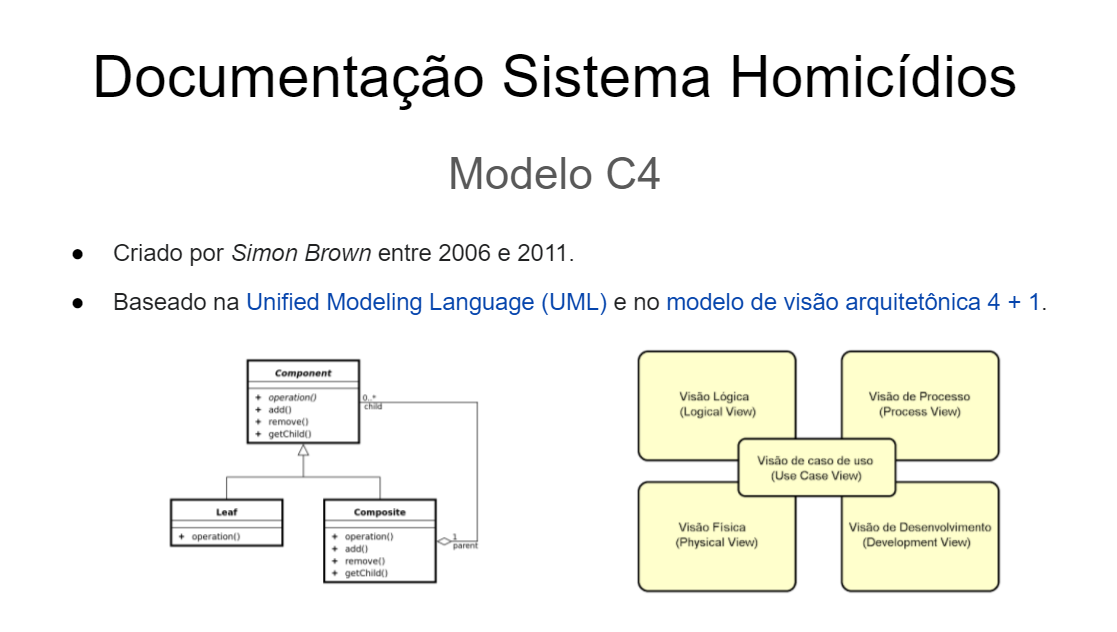 Documentação Sistema Homicídios
Modelo C4
● Criado por Simon Brown entre 2006 e 2011.
● Baseado na Unified Modeling Language (UML) e no modelo de visão arquitetônica 4 + 1.
Component
+ operation()
+ add()
+ remove()
+ getChild()
0..*
child
Leaf
+ operation()
Composite
+ operation()
+ add()
+ remove()
+ getChild()
1
parent
Visão Lógica
(Logical View)
Visão de Processo
(Process View)
Visão de caso de uso
(Use Case View)
Visão Física
(Physical View)
Visão de Desenvolvimento
(Development View)